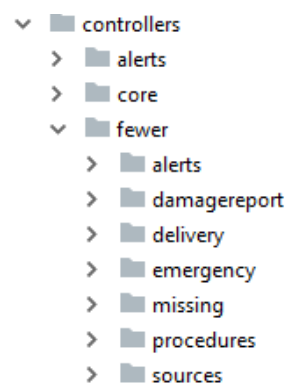 controllers
alerts
core
fewer
alerts
damagereport
delivery
emergency
missing
procedures
sources